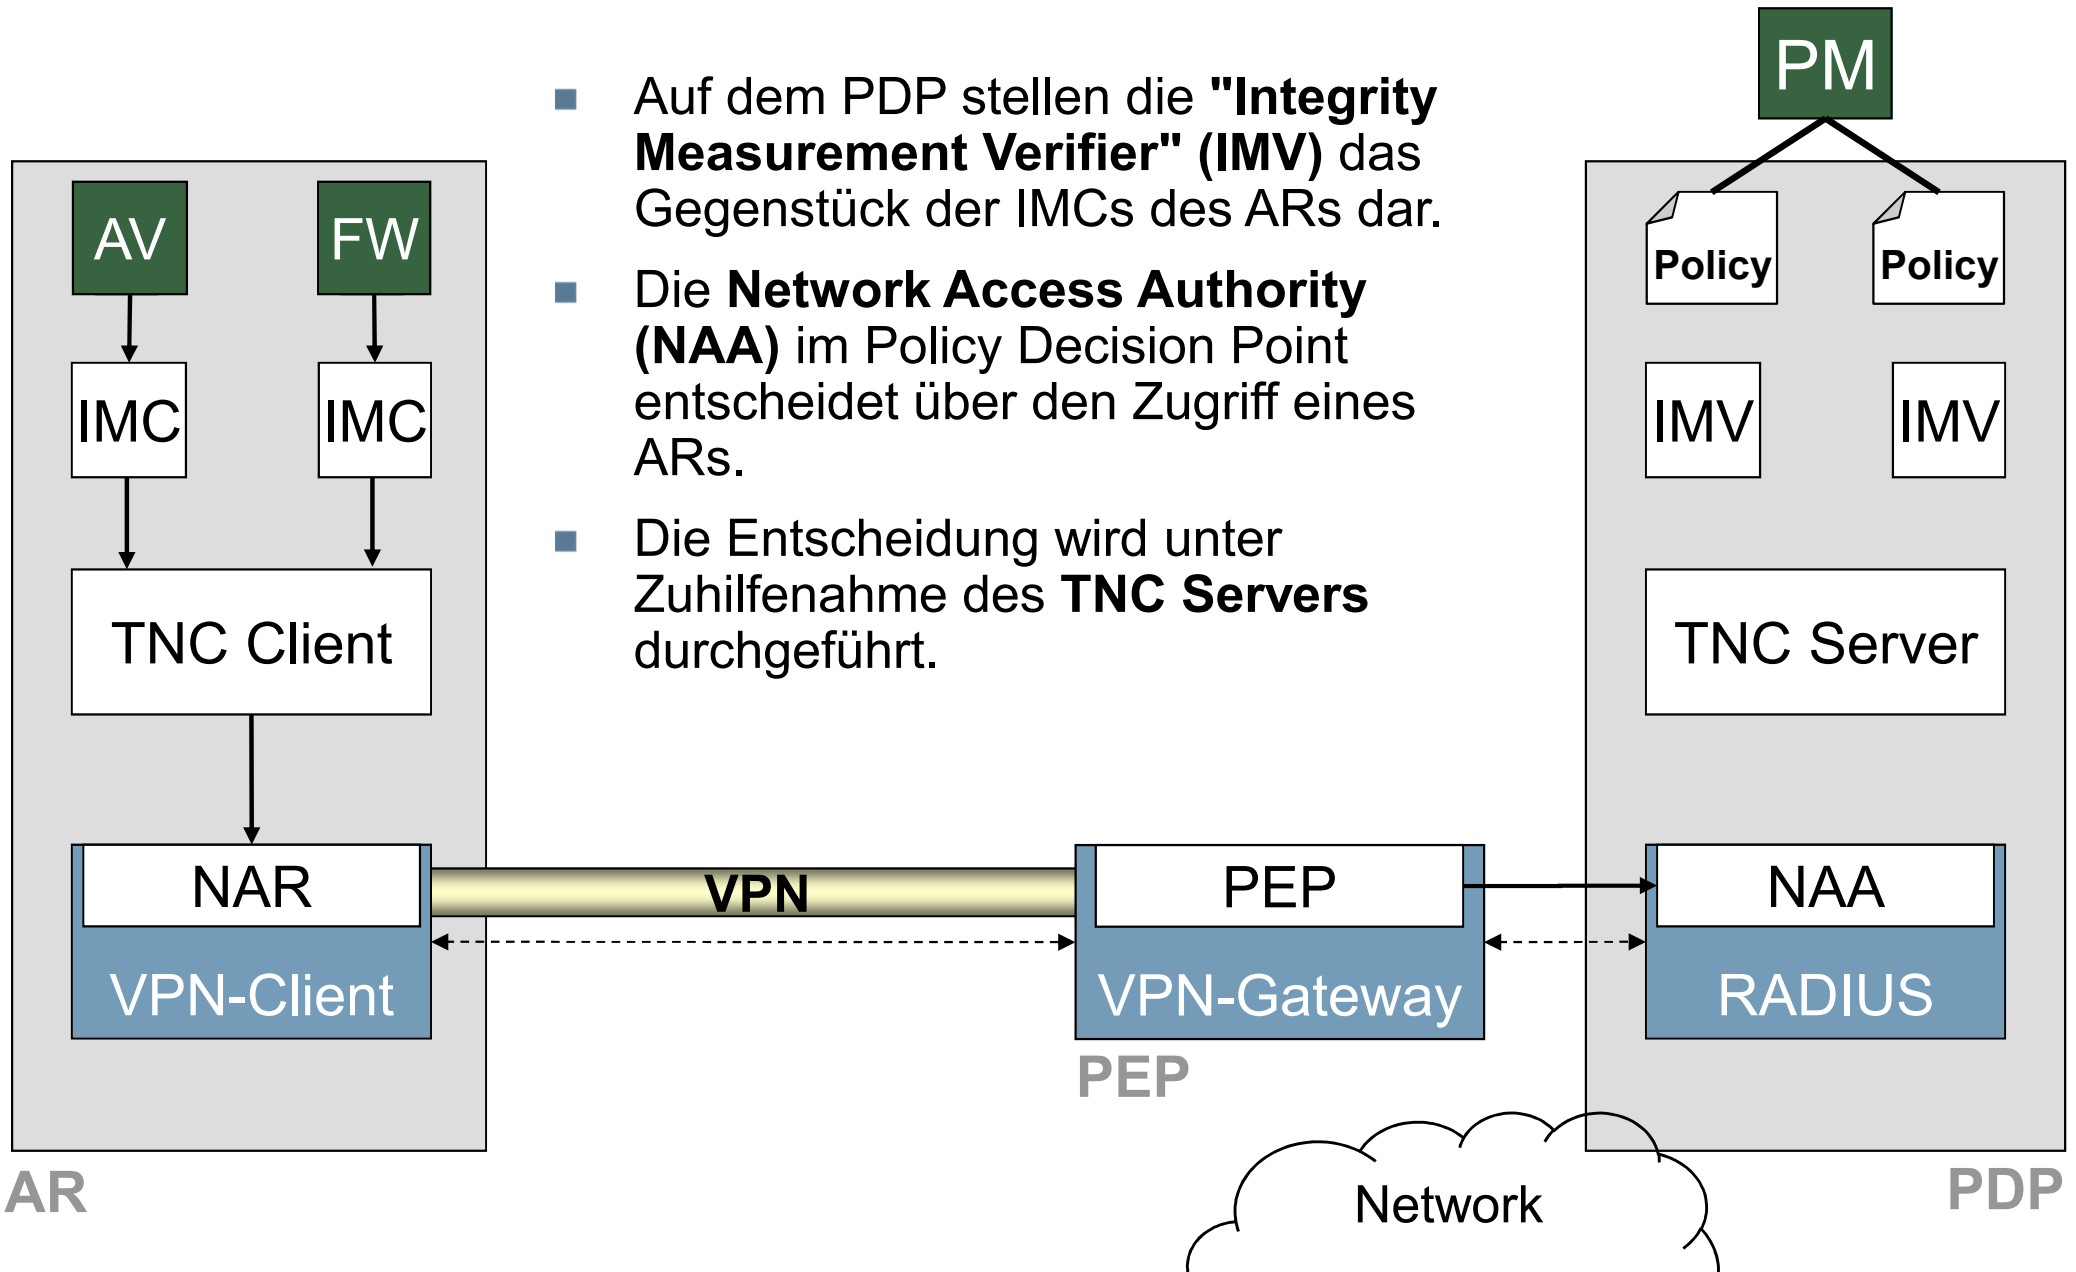 PM
Auf dem PDP stellen die "Integrity
Measurement Verifier" (IMV) das
Gegenstück der IMCs des ARs dar.
Die Network Access Authority
(NAA) im Policy Decision Point
entscheidet über den Zugriff eines
ARs.
Die Entscheidung wird unter
Zuhilfenahme des TNC Servers
durchgeführt.
AV
FW
IMC
IMC
TNC Client
NAR
VPN-Client
AR
VPN
PEP
VPN-Gateway
PEP
Policy
Policy
IMV
IMV
TNC Server
NAA
RADIUS
PDP
Network